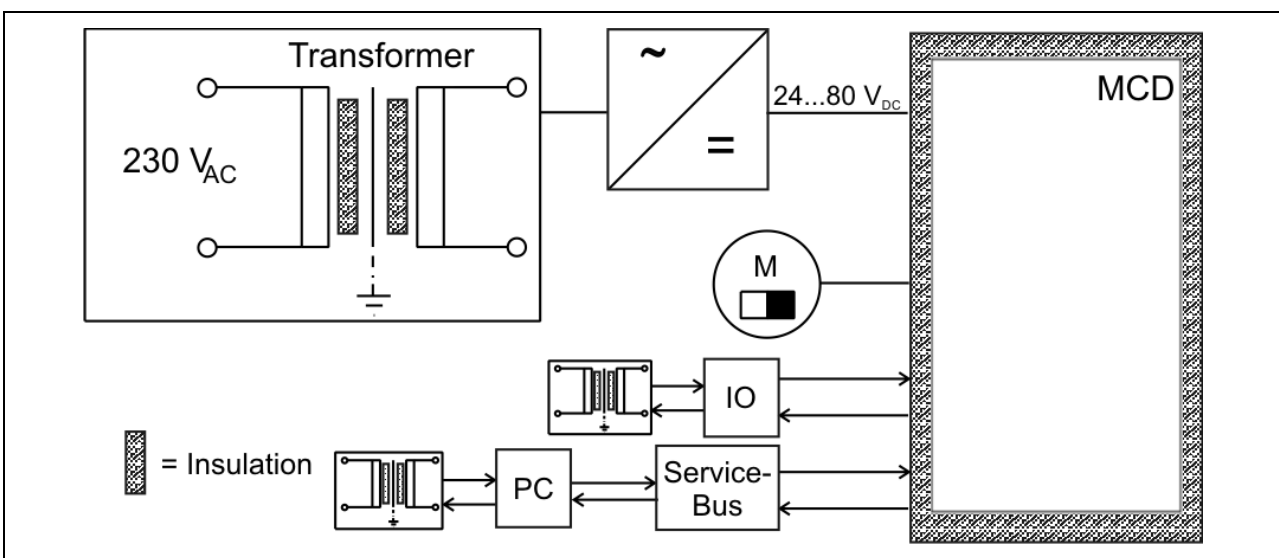 Transformer
230 VAC
~
=
24...80 VDC
MCD
M
IO
= Insulation
PC
Service-
Bus